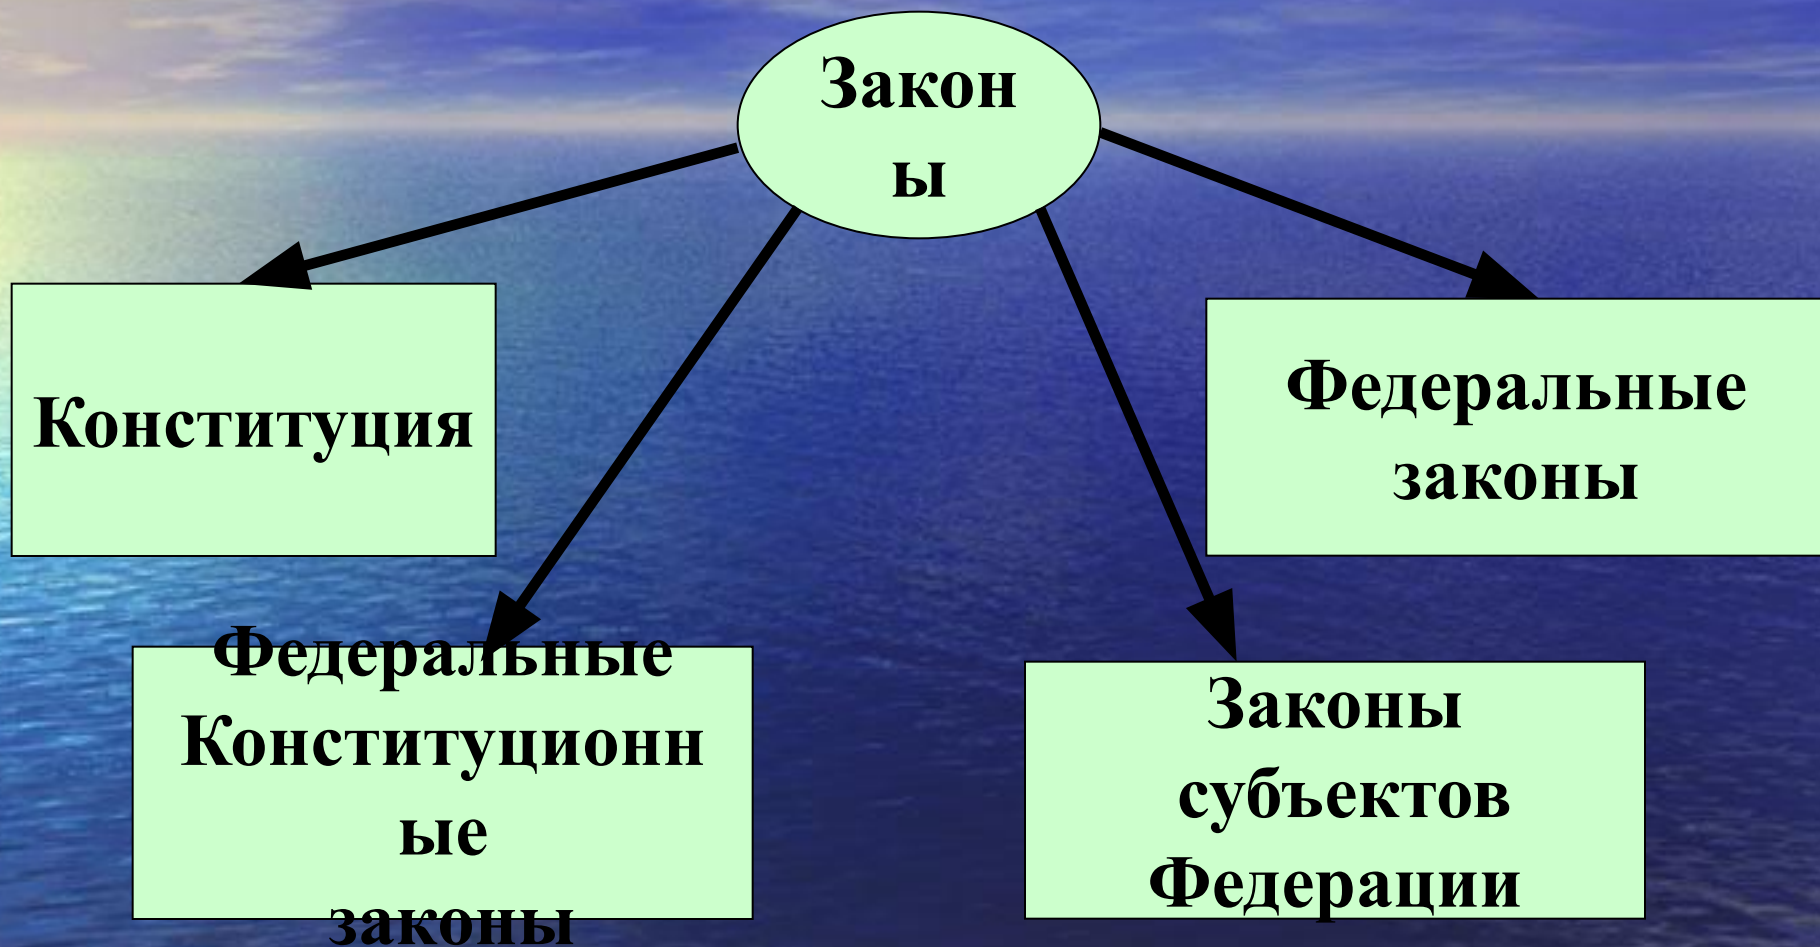 Закон
ы
Конституция
Федеральные
законы
Федеральные
Конституционн
ые
законы
Законы
субъектов
Федерации